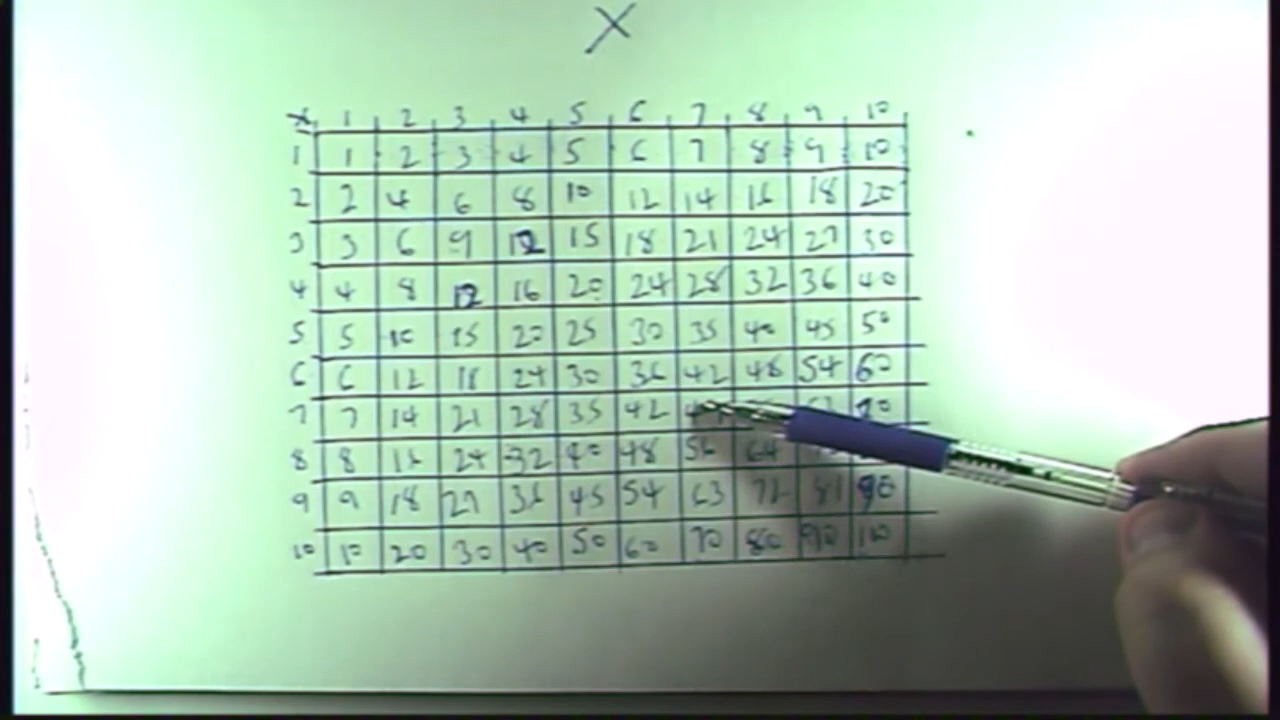 X
X 1 2 3 4 5 6 7 8 9 10
1 1 2 3 4 5 6 7 8 9 10
2 2 4 6 8 10 12 14 16 18 20
3 3 6 9 12 15 18 21 24 27 30
4 4 8 12 16 20 24 28 32 36 40
5 5 10 15 20 25 30 35 40 45 50
6 6 12 18 24 30 36 42 48 54 60
7 7 14 21 28 35 42 70
8 8 16 24 32 40 48 56 64
9 9 18 27 36 45 54 63 72 81 90
10 10 20 30 40 50 60 70 80 90 100